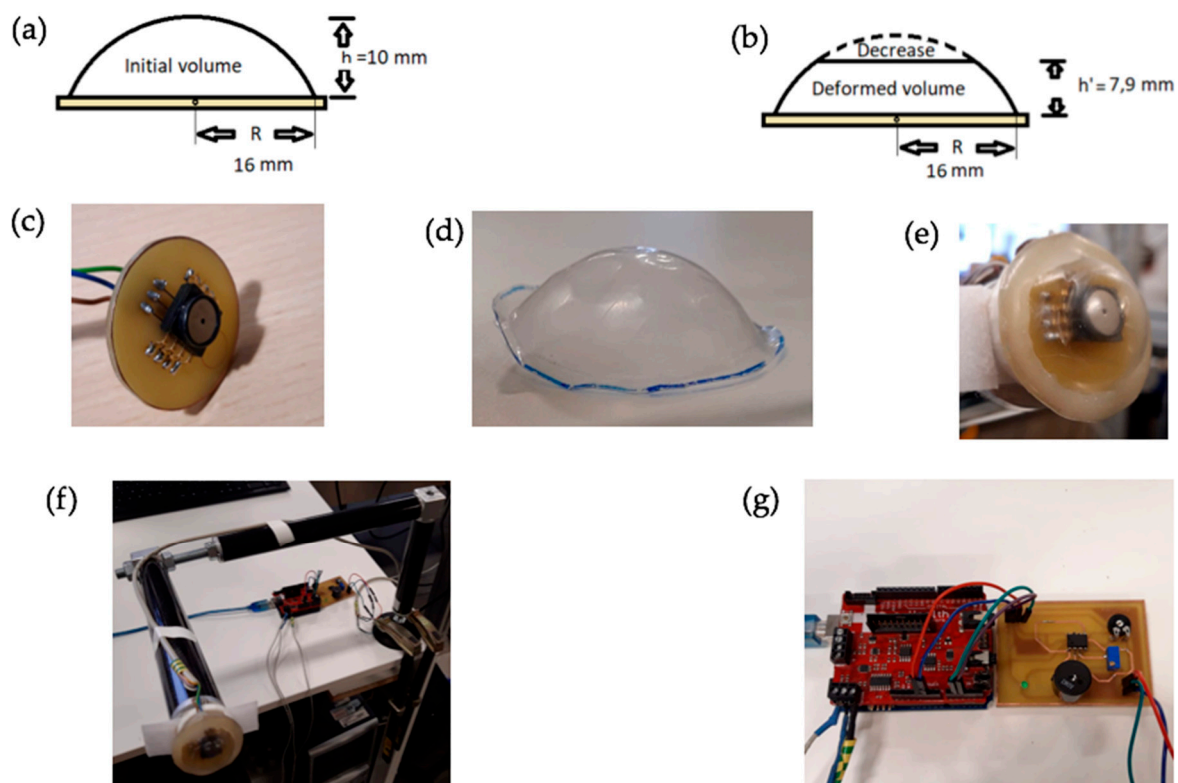 (a)
Initial volume
h =10 mm
R
16 mm
(b)
Decrease
Deformed volume
h' = 7,9 mm
R
16 mm
(c)
(d)
(e)
(f)
(g)